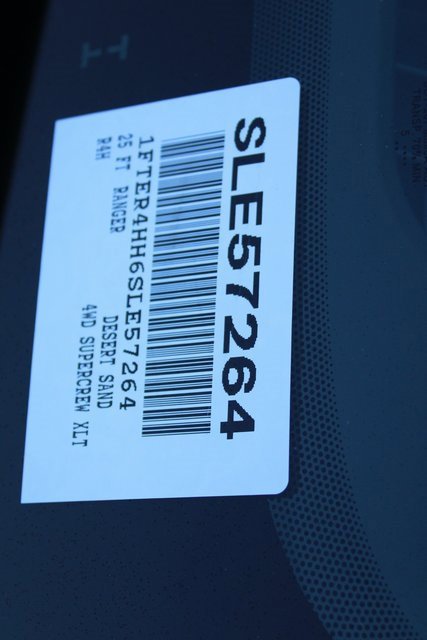 SLE57264
1FTER4HH6SLE57264
25 FT RANGER DESERT SAND
R4H 4WD SUPERCREW XLT